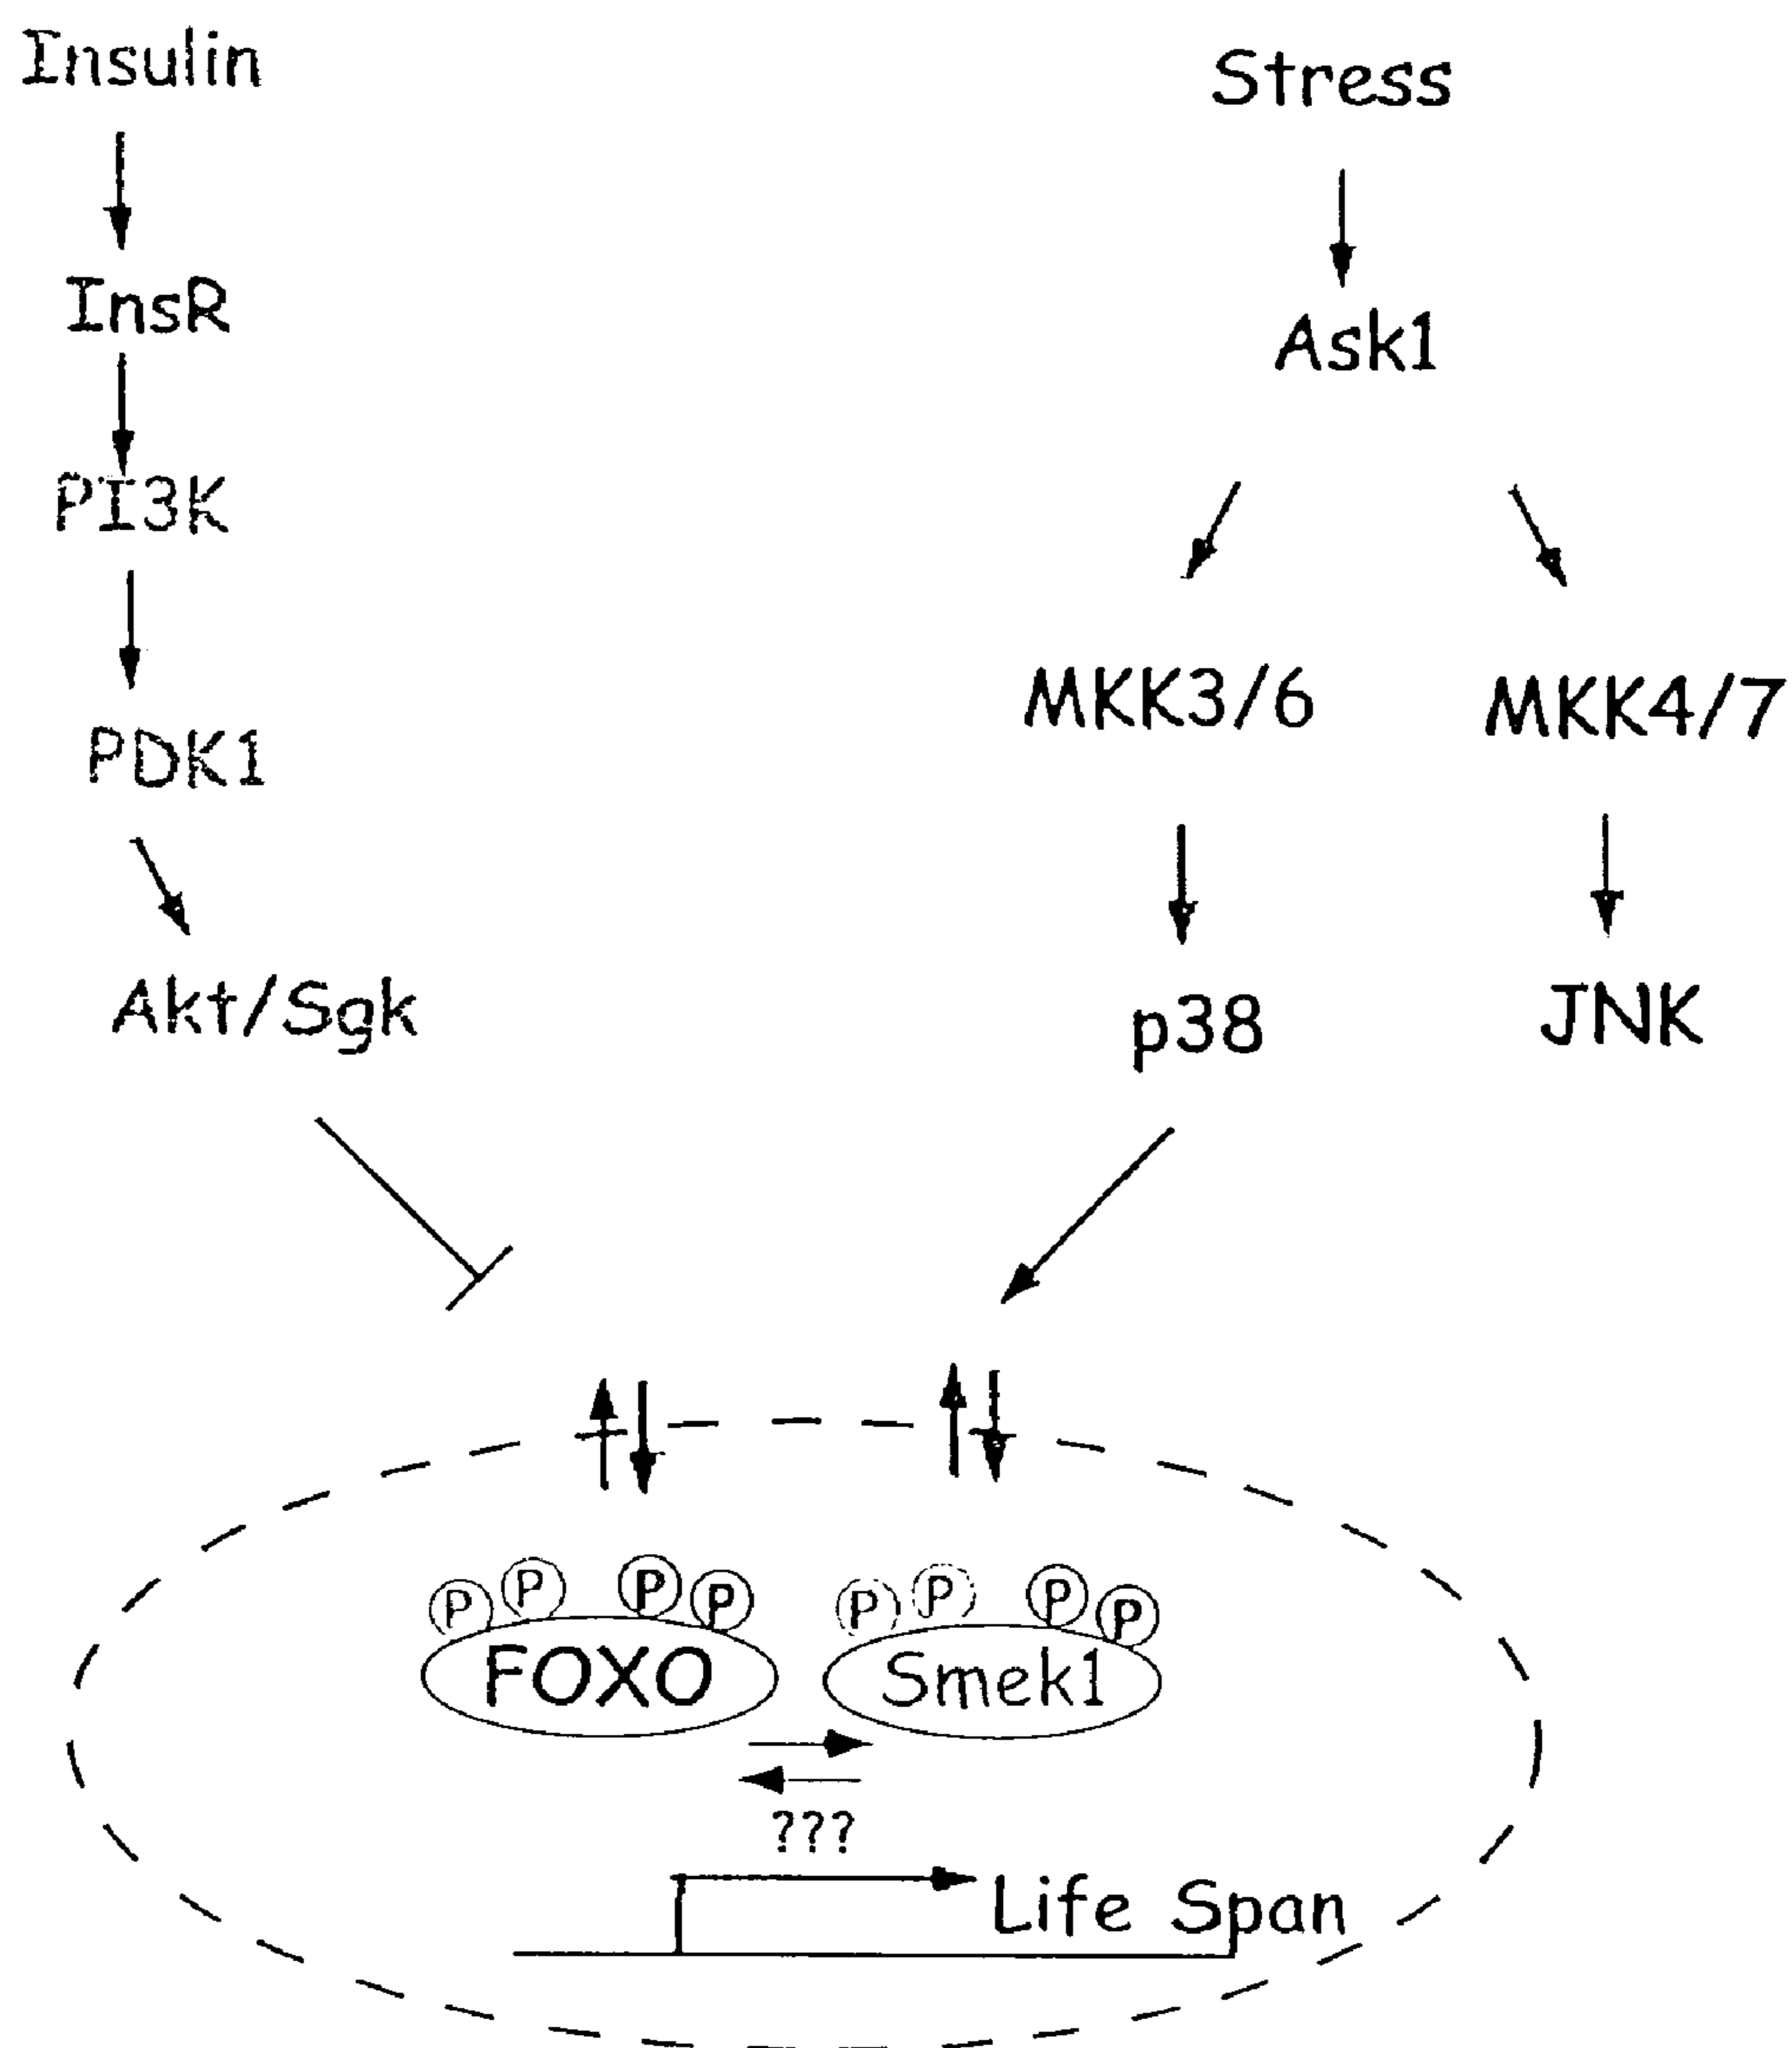 Insulin
Stress
InsR
Ask1
PI3K
MKK3/6
MKK4/7
PDK1
Akt/Sgk
p38
JNK
P P P P P P P P
FOXO
Smek1
???
Life Span